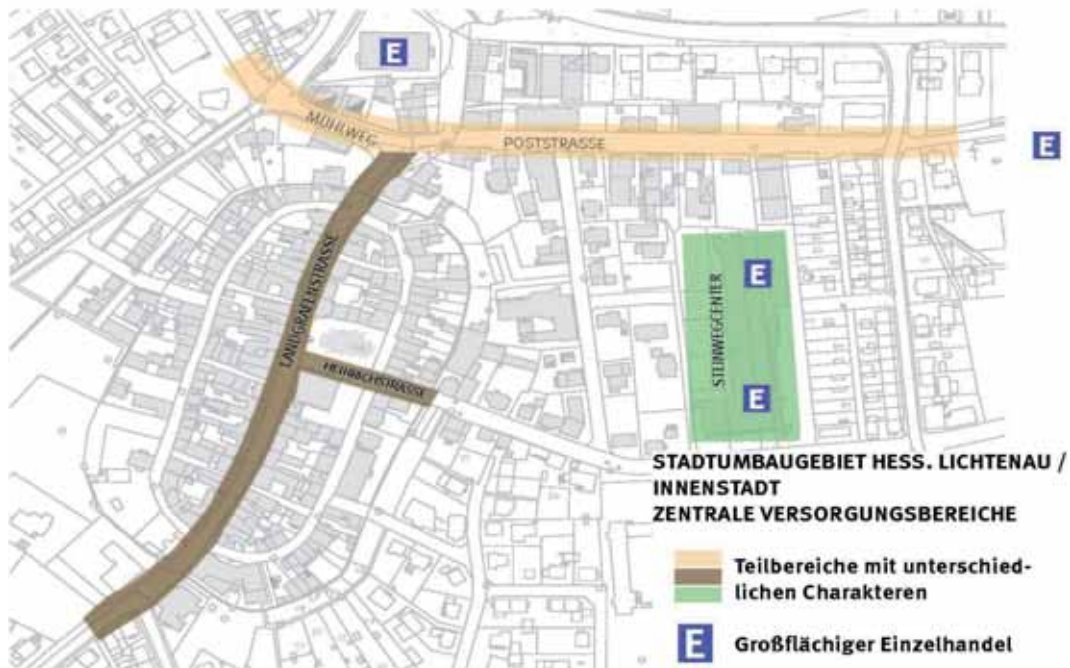 E
MÜHLWEG
POSTSTRASSE
E
LANDGRAFENSTRASSE
HEINRICHSTRASSE
STEINWEGCENTER
E
E
STADTUMBAUGEBIET HESS. LICHTENAU /
INNENSTADT
ZENTRALE VERSORGUNGSBEREICHE
Teilbereiche mit unterschied-
lichen Charakteren
E Großflächiger Einzelhandel